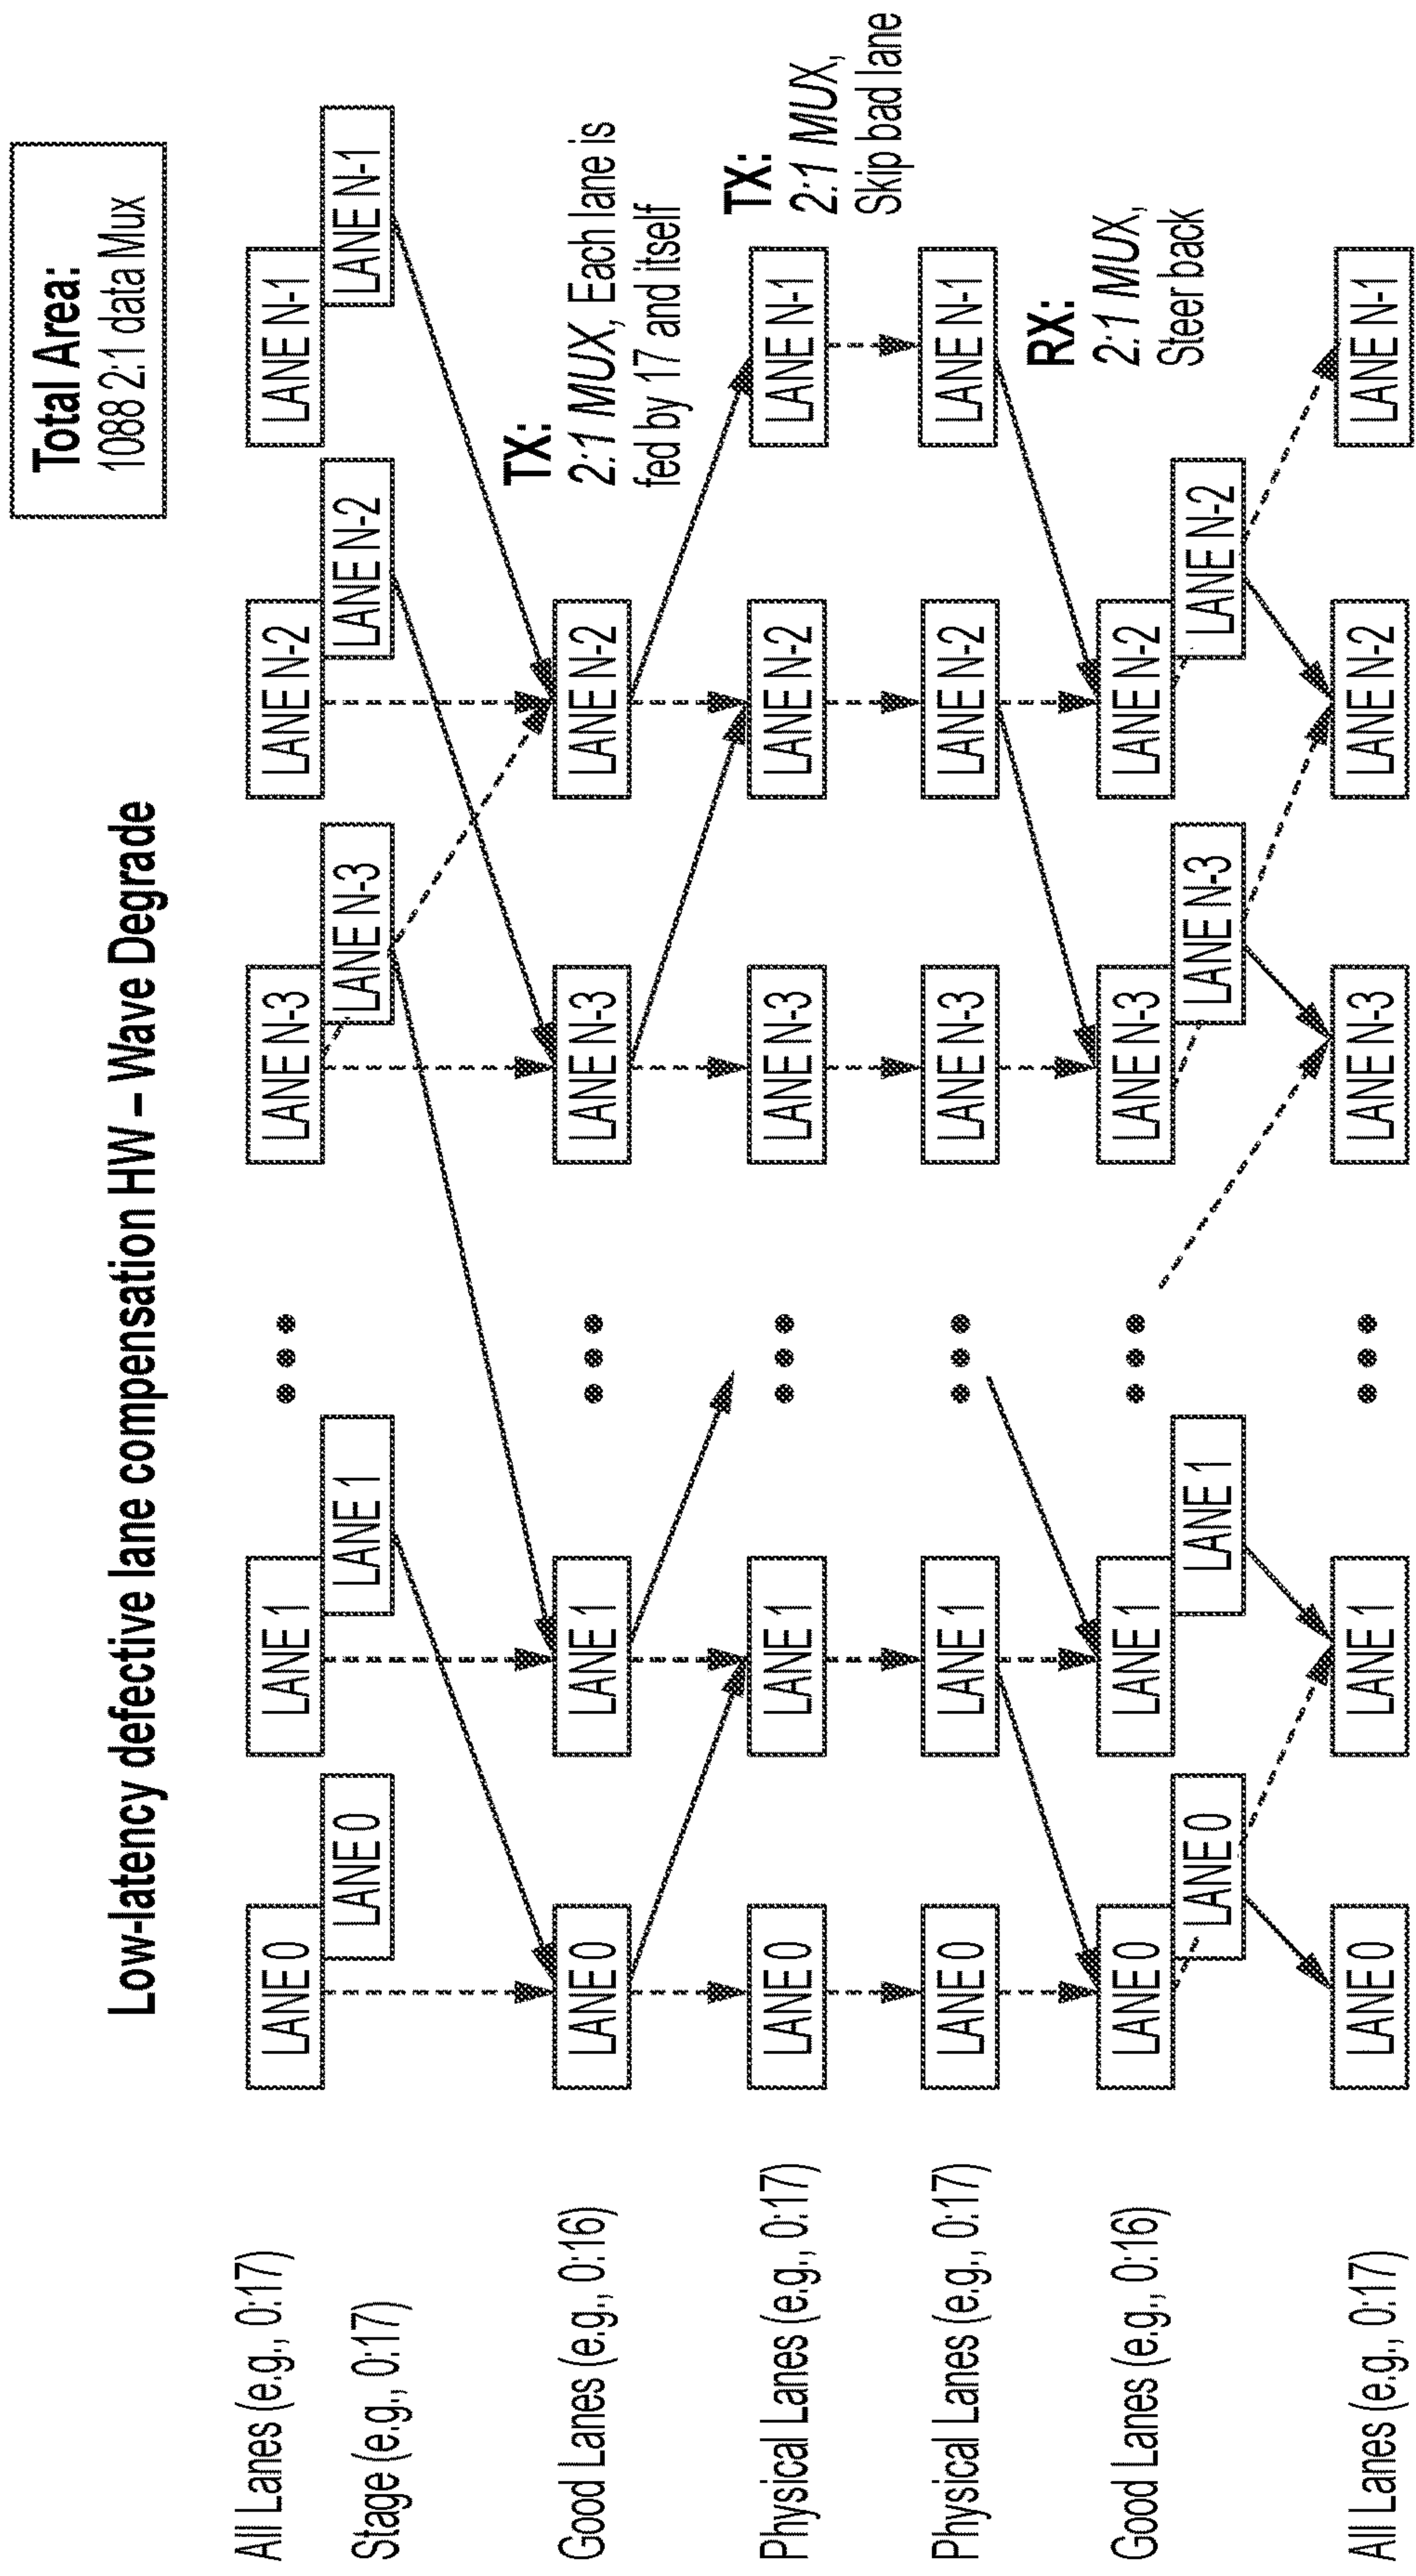 Low-latency defective lane compensation HW – Wave Degrade
Total Area:
1088 2:1 data Mux
All Lanes (e.g., 0:17)
LANE 0
LANE 1
LANE N-3
LANE N-2
LANE N-1
Stage (e.g., 0:17)
LANE 0
LANE 1
LANE N-3
LANE N-2
LANE N-1
TX:
2:1 MUX, Each lane is
fed by 17 and itself
Good Lanes (e.g., 0:16)
LANE 0
LANE 1
LANE N-3
LANE N-2
TX:
2:1 MUX,
Skip bad lane
Physical Lanes (e.g., 0:17)
LANE 0
LANE 1
LANE N-3
LANE N-2
LANE N-1
Physical Lanes (e.g., 0:17)
LANE 0
LANE 1
LANE N-3
LANE N-2
LANE N-1
RX:
2:1 MUX,
Steer back
Good Lanes (e.g., 0:16)
LANE 0
LANE 1
LANE N-3
LANE N-2
LANE 0
LANE 1
LANE N-3
LANE N-2
All Lanes (e.g., 0:17)
LANE 0
LANE 1
LANE N-3
LANE N-2
LANE N-1